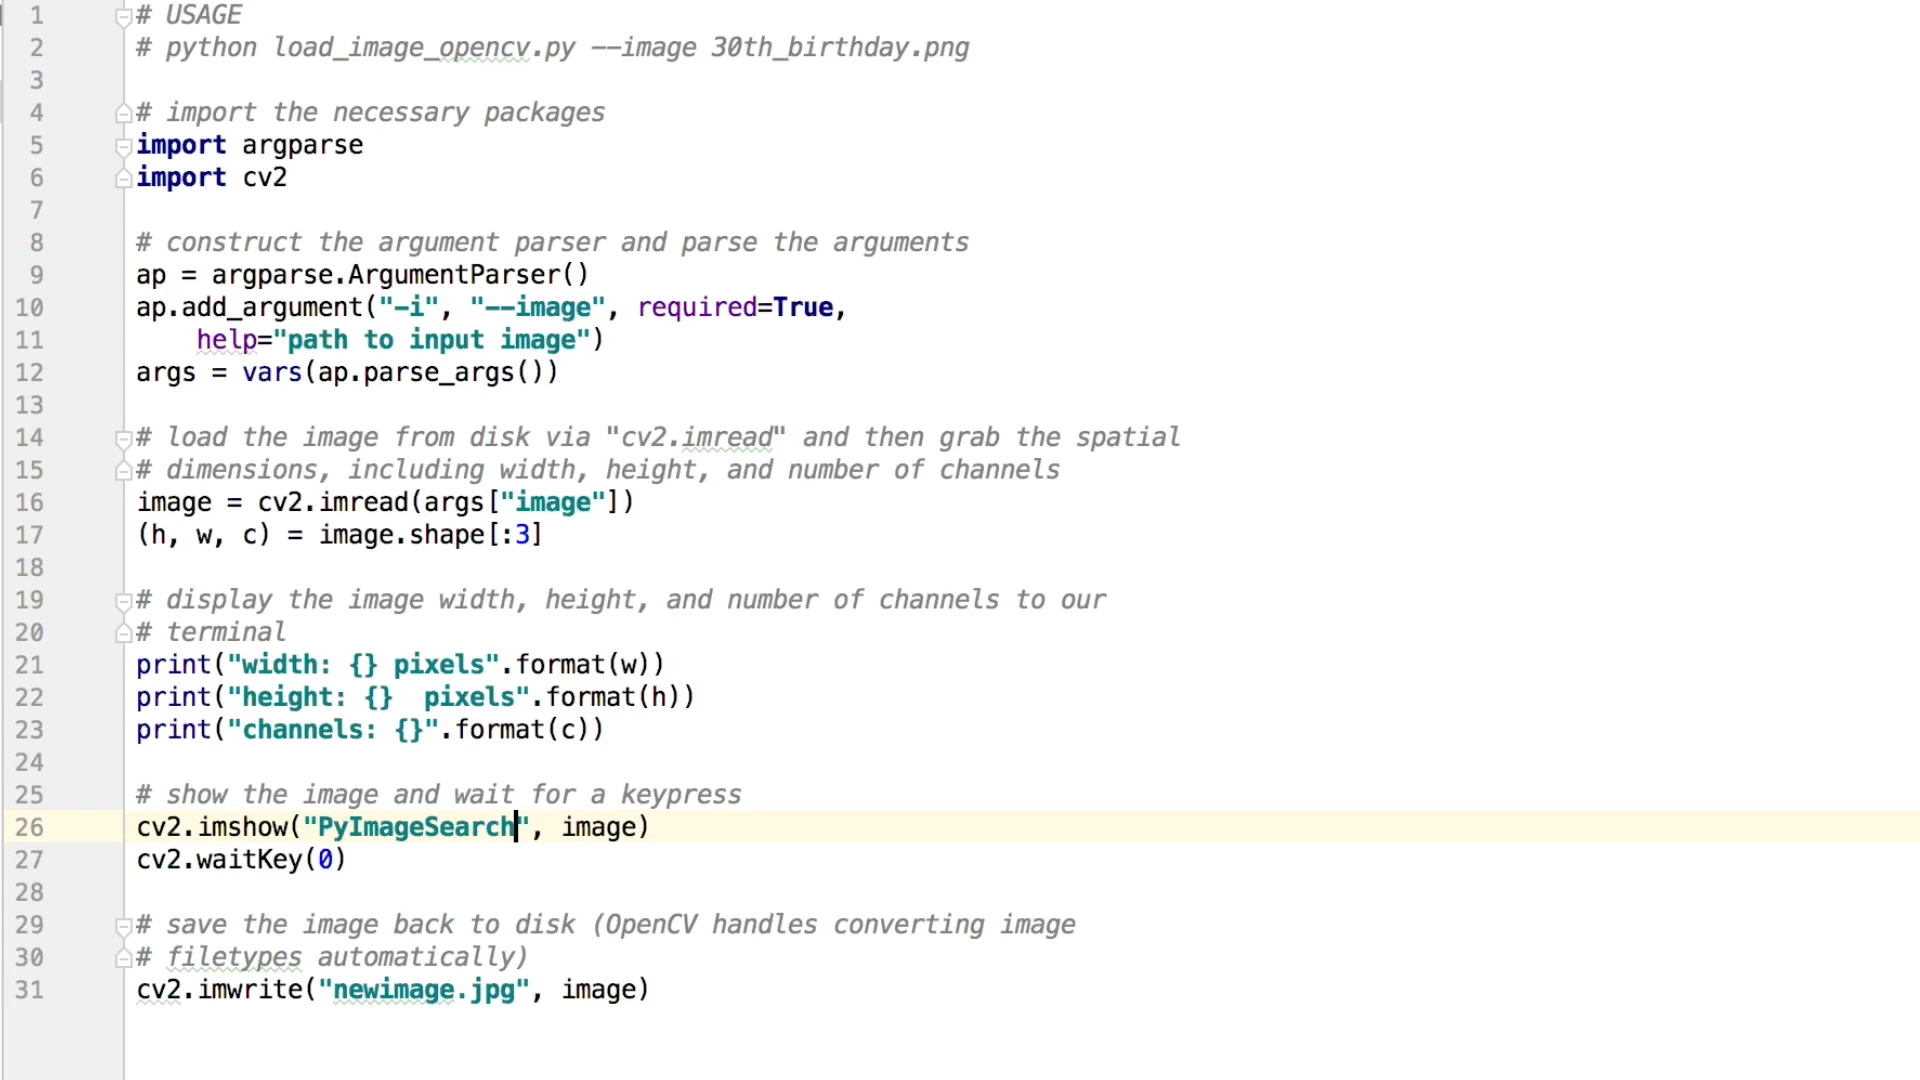 1 # USAGE
2 # python load_image_opencv.py --image 30th_birthday.png
3
4 # import the necessary packages
5 import argparse
6 import cv2
7
8 # construct the argument parser and parse the arguments
9 ap = argparse.ArgumentParser()
10 ap.add_argument("-i", "--image", required=True,
11     help="path to input image")
12 args = vars(ap.parse_args())
13
14 # load the image from disk via "cv2.imread" and then grab the spatial
15 # dimensions, including width, height, and number of channels
16 image = cv2.imread(args["image"])
17 (h, w, c) = image.shape[:3]
18
19 # display the image width, height, and number of channels to our
20 # terminal
21 print("width: {} pixels".format(w))
22 print("height: {}  pixels".format(h))
23 print("channels: {}".format(c))
24
25 # show the image and wait for a keypress
26 cv2.imshow("PyImageSearch", image)
27 cv2.waitKey(0)
28
29 # save the image back to disk (OpenCV handles converting image
30 # filetypes automatically)
31 cv2.imwrite("newimage.jpg", image)